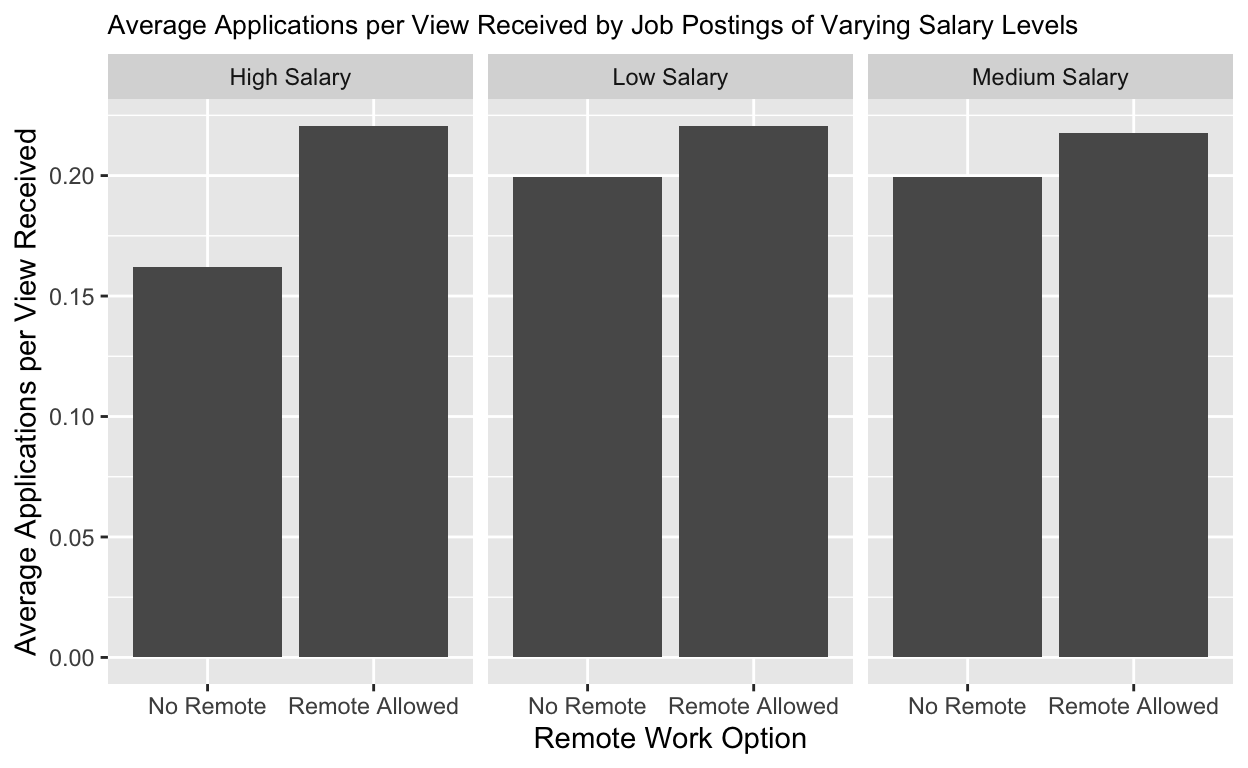 Average Applications per View Received by Job Postings of Varying Salary Levels
High Salary
Low Salary
Medium Salary
Average Applications per View Received
0.20
0.15
0.10
0.05
0.00
No Remote
Remote Allowed
No Remote
Remote Allowed
No Remote
Remote Allowed
Remote Work Option